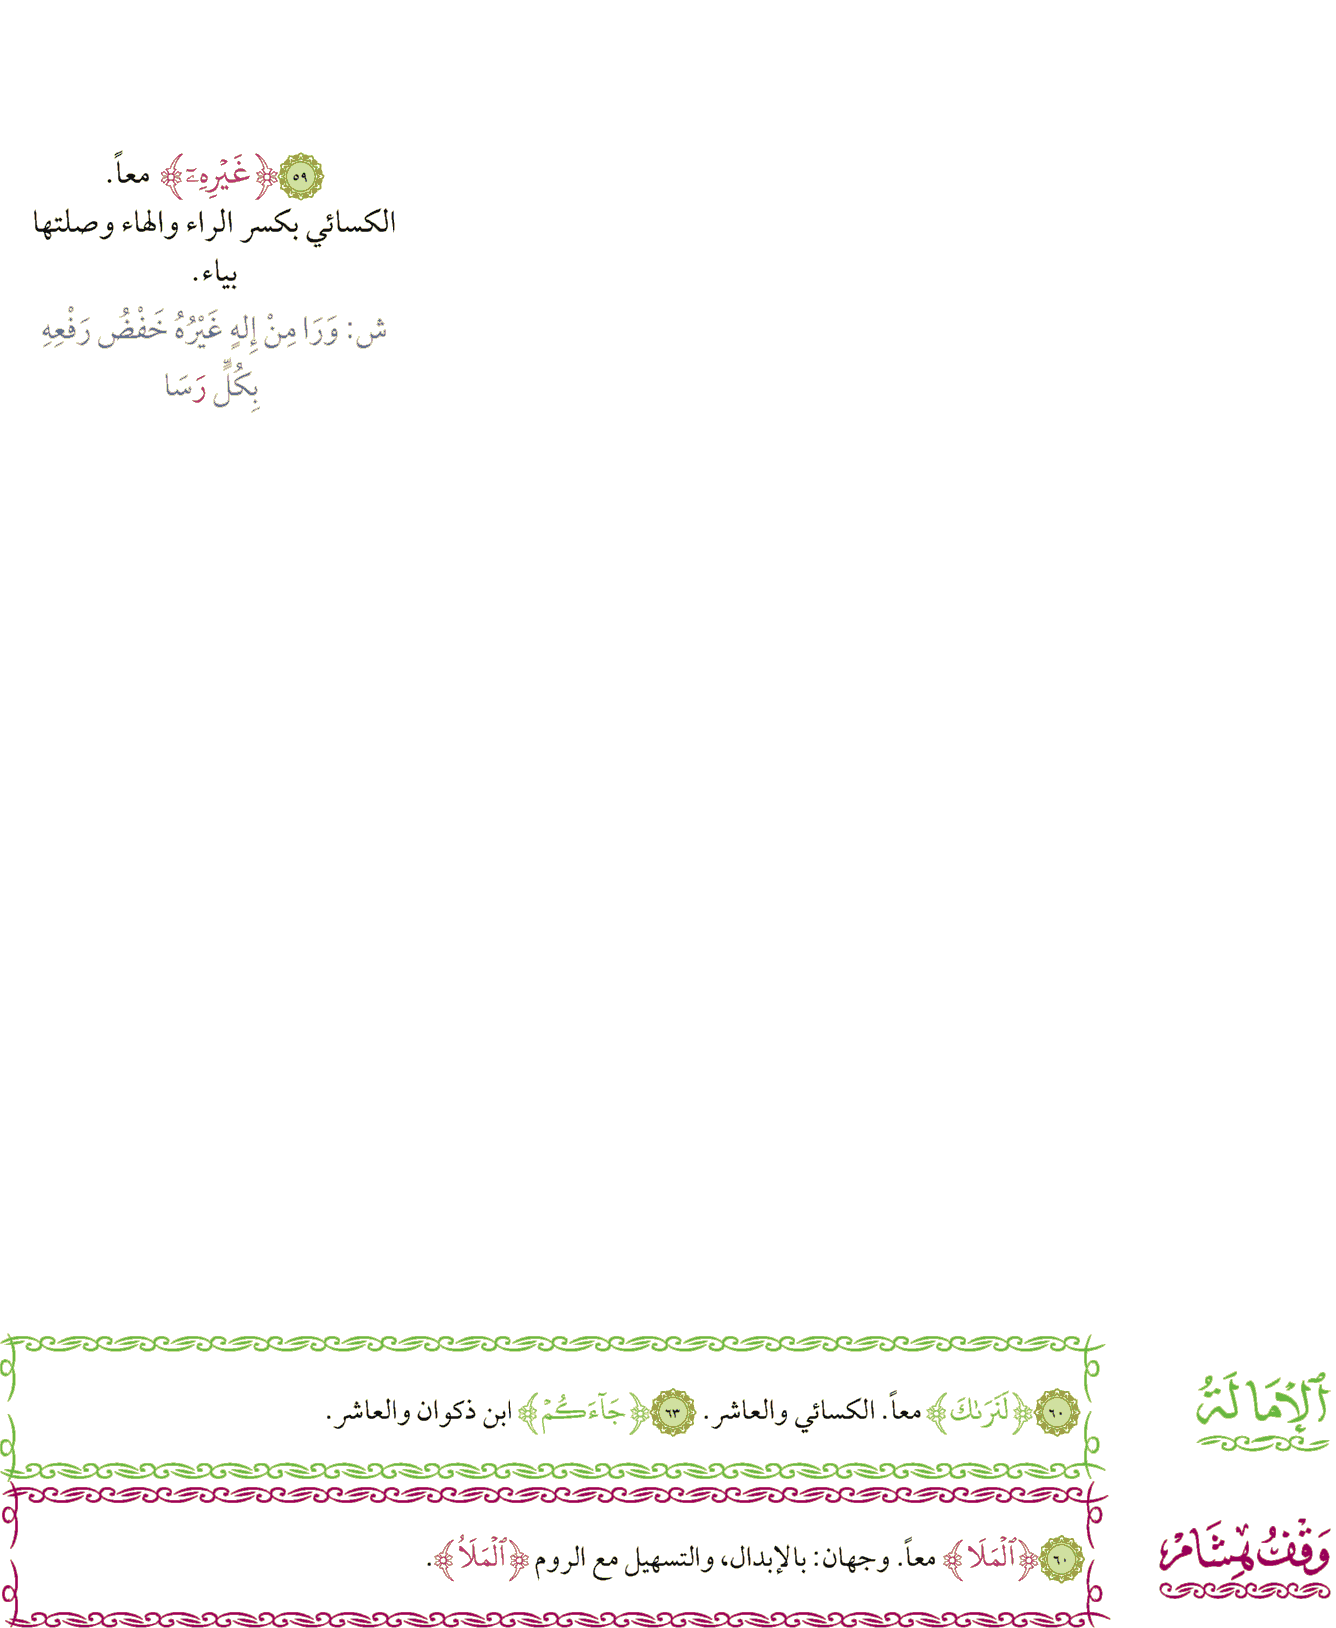 ٥٩ ﴿غَيْرِهِۦٓ﴾ معاً.
الكسائي بكسر الراء والهاء وصلتها
بياء.
ش: وَرَا مِنْ إِلهٍ غَيْرُهُ خَفْضُ رَفْعِهِ
بِكُلٍّ رَسَا
ٱلْإِمَالَةُ
٦٠ ﴿لَنَرَىٰكَ﴾ معاً. الكسائي والعاشر. ٦٣ ﴿جَآءَكُمْ﴾ ابن ذكوان والعاشر.
وَقْفُ هِشَامْ
٦٠ ﴿ٱلْمَلَا﴾ معاً. وجهان: بالإبدال، والتسهيل مع الروم ﴿ٱلْمَلَأُ﴾.